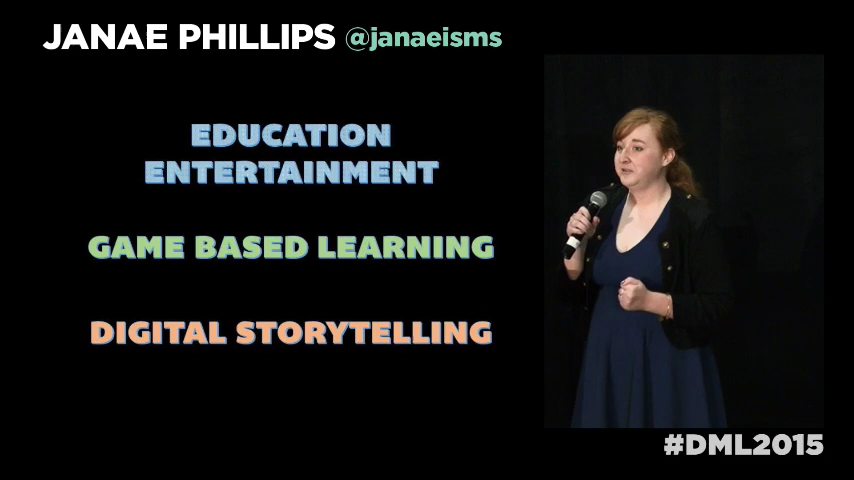 JANAE PHILLIPS @janaeisms
EDUCATION
ENTERTAINMENT
GAME BASED LEARNING
DIGITAL STORYTELLING
#DML2015